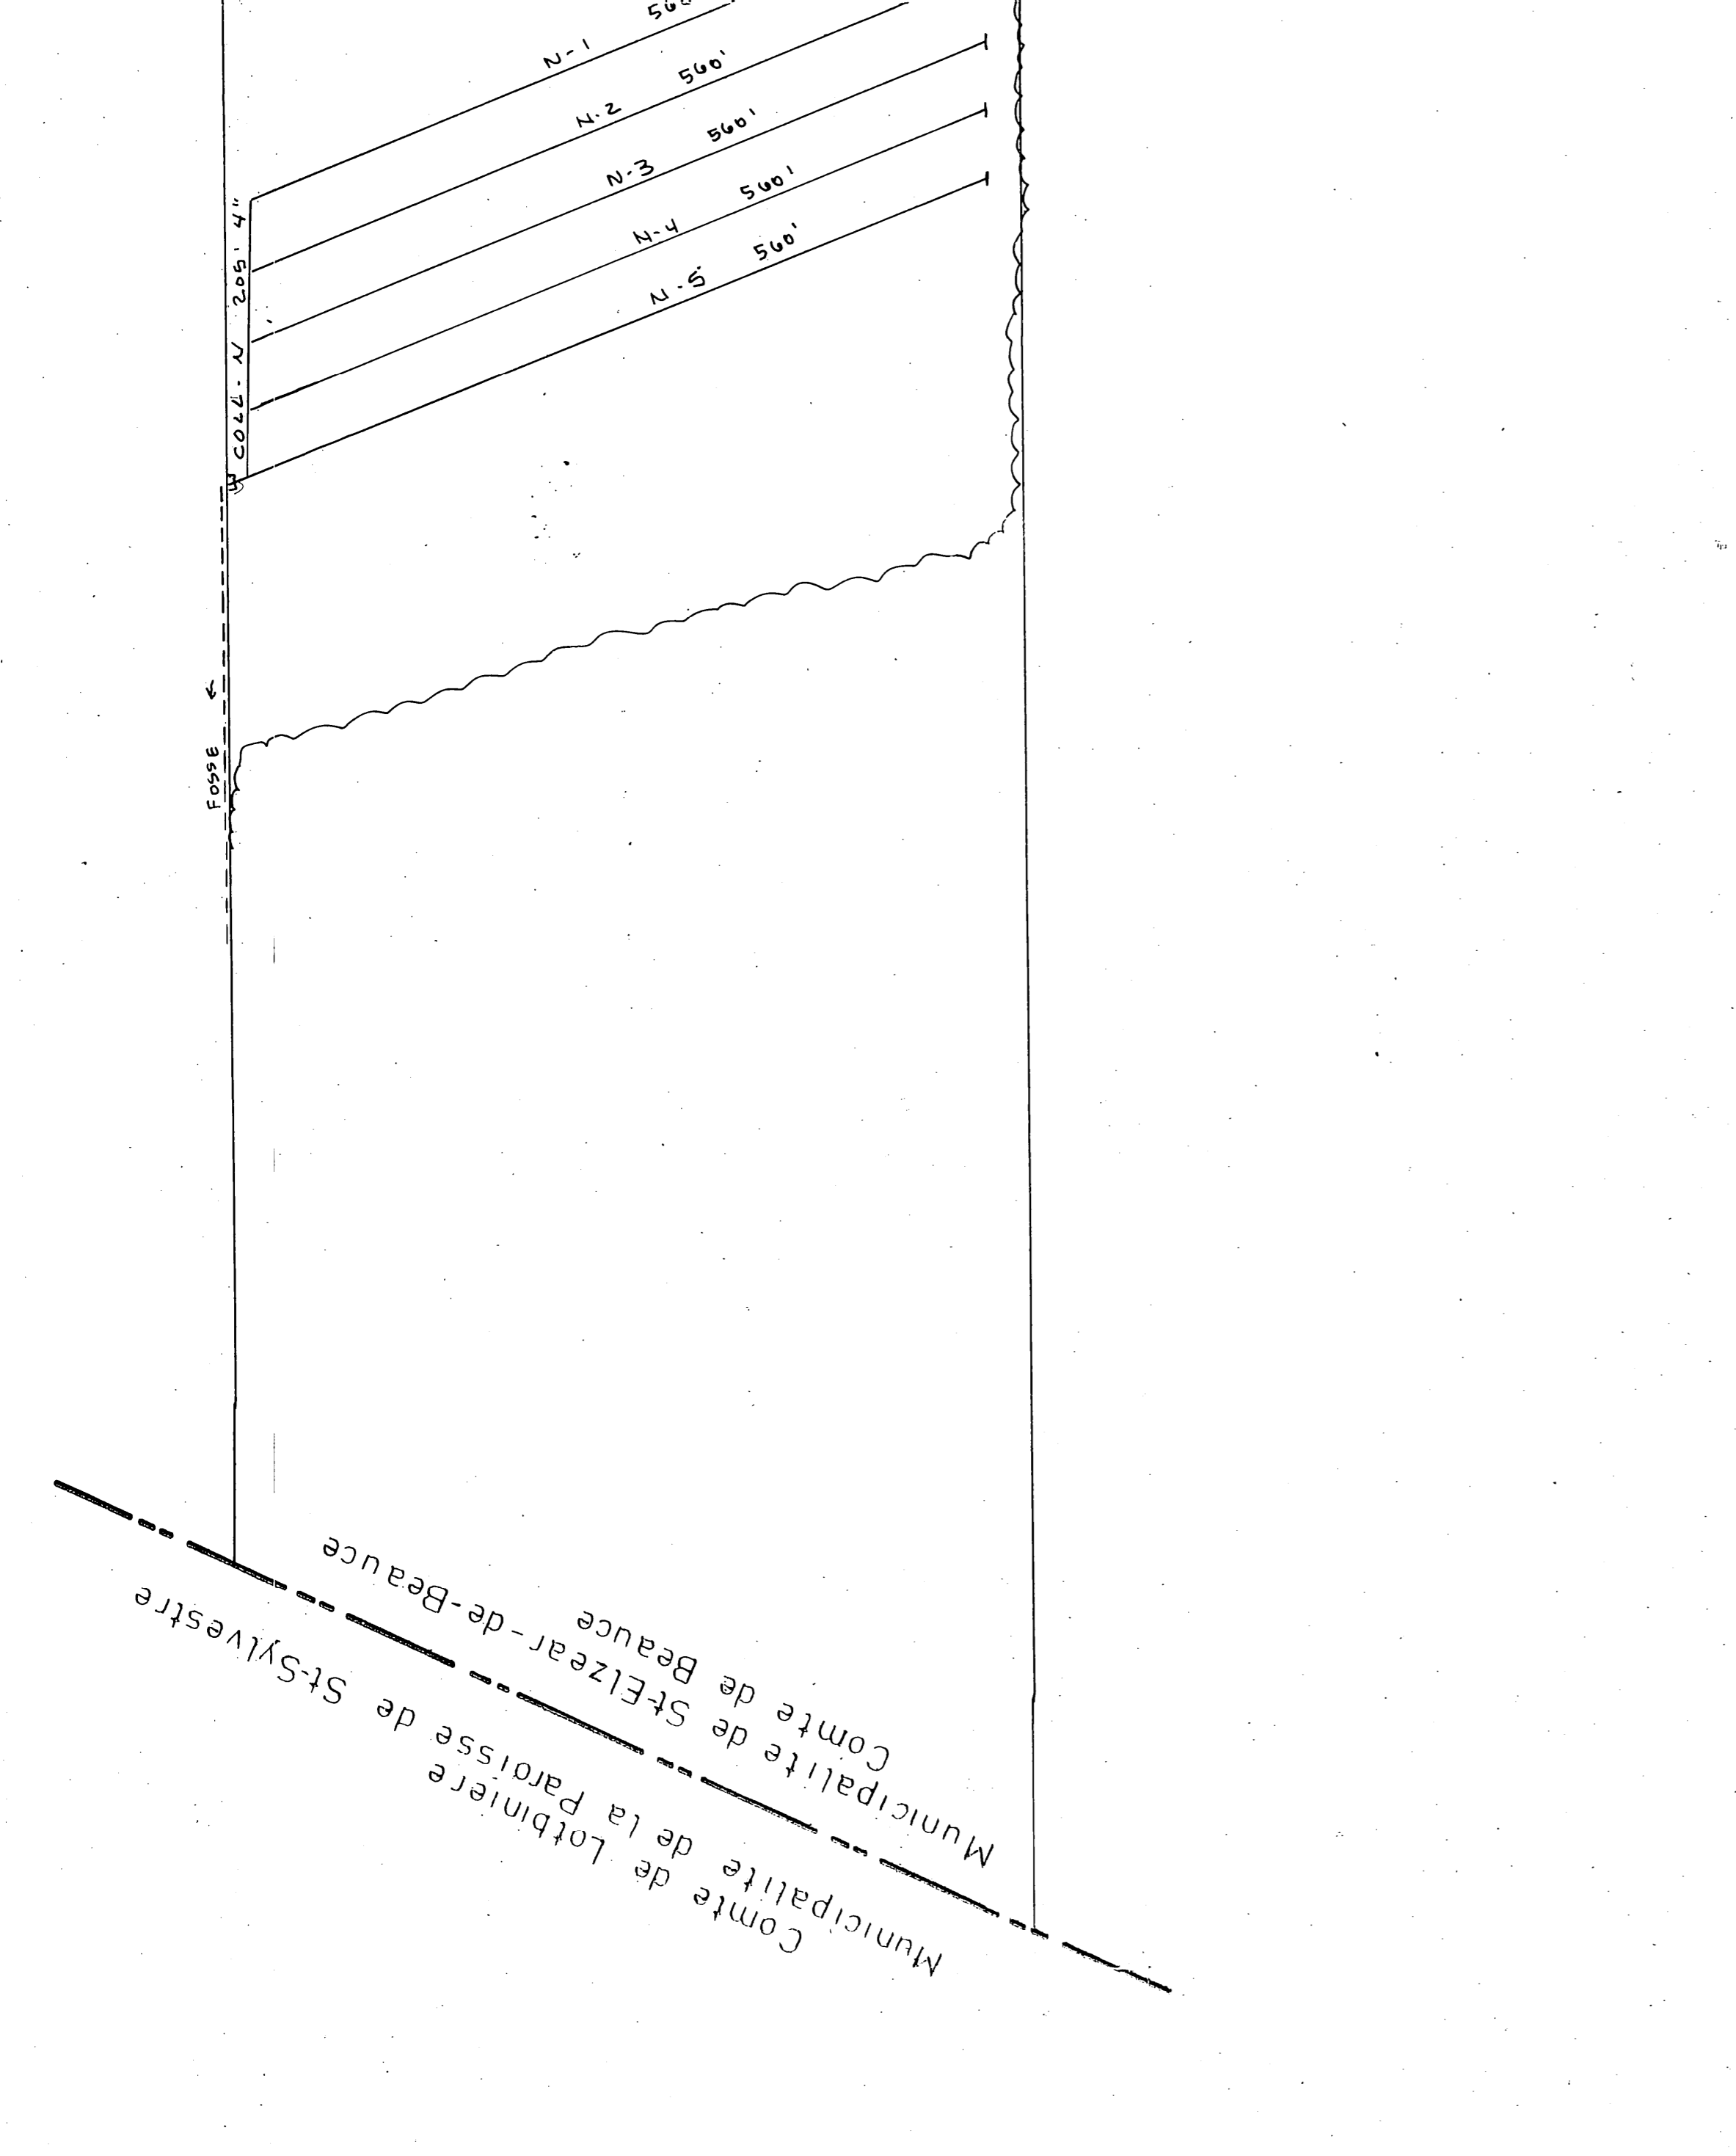 N-1 560
N-2 560'
N-3 560'
N-4 560'
N-5 560'
COLL-N 205' 4"
FOSSE
Comte de Beauce
Municipalite de St-Elzear-de-Beauce
Municipalite de la Paroisse de St-Sylvestre
Comte de Lotbiniere